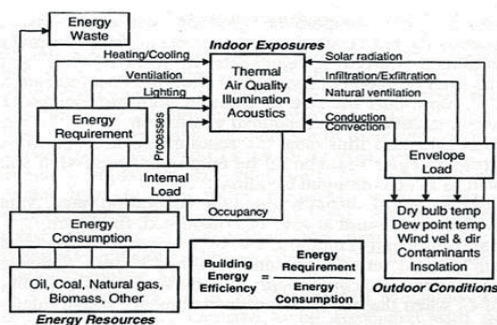 Energy
Waste
Indoor Exposures
Heating/Cooling
Solar radiation
Ventilation
Thermal
Air Quality
Illumination
Acoustics
Infiltration/Exfiltration
Lighting
Natural ventilation
Energy
Requirement
Processes
Conduction
Convection
Internal
Load
Envelope
Load
Occupancy
Energy
Consumption
Dry bulb temp
Dew point temp
Wind vel & dir
Contaminants
Insolation
Building
Energy
Efficiency
=
Energy
Requirement
Energy
Consumption
Oil, Coal, Natural gas,
Biomass, Other
Outdoor Conditions
Energy Resources